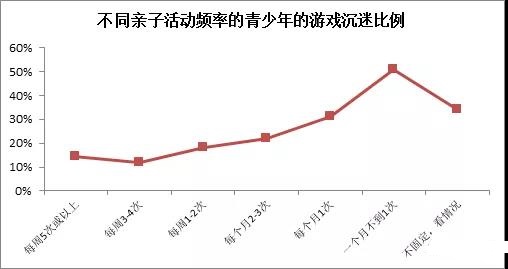 不同亲子活动频率的青少年的游戏沉迷比例
60%
50%
40%
30%
20%
10%
0%
每周5次或以上
每周3-4次
每周1-2次
每个月2-3次
每个月1次
一个月不到1次
不固定，看情况